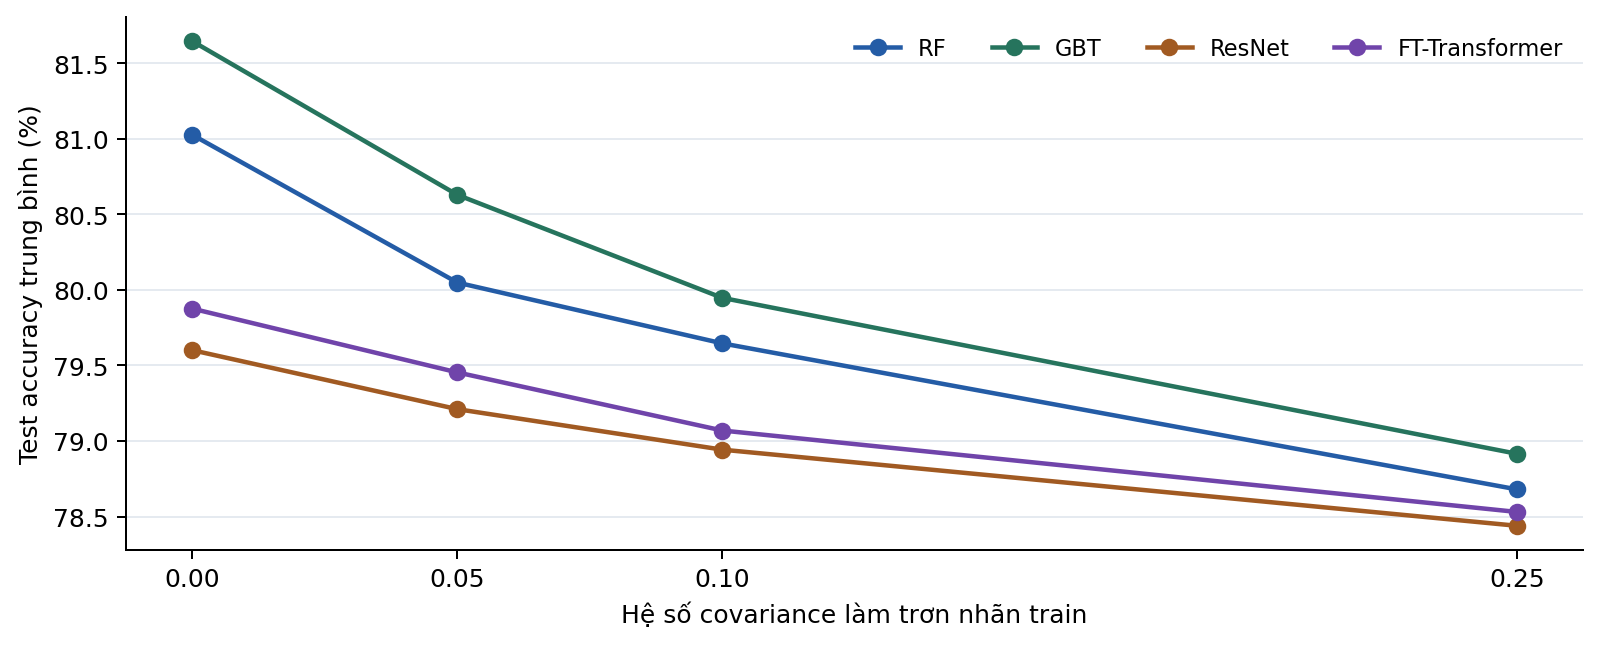 RF GBT ResNet FT-Transformer
Test accuracy trung bình (%)
81.5
81.0
80.5
80.0
79.5
79.0
78.5
0.00 0.05 0.10 0.25
Hệ số covariance làm trơn nhãn train